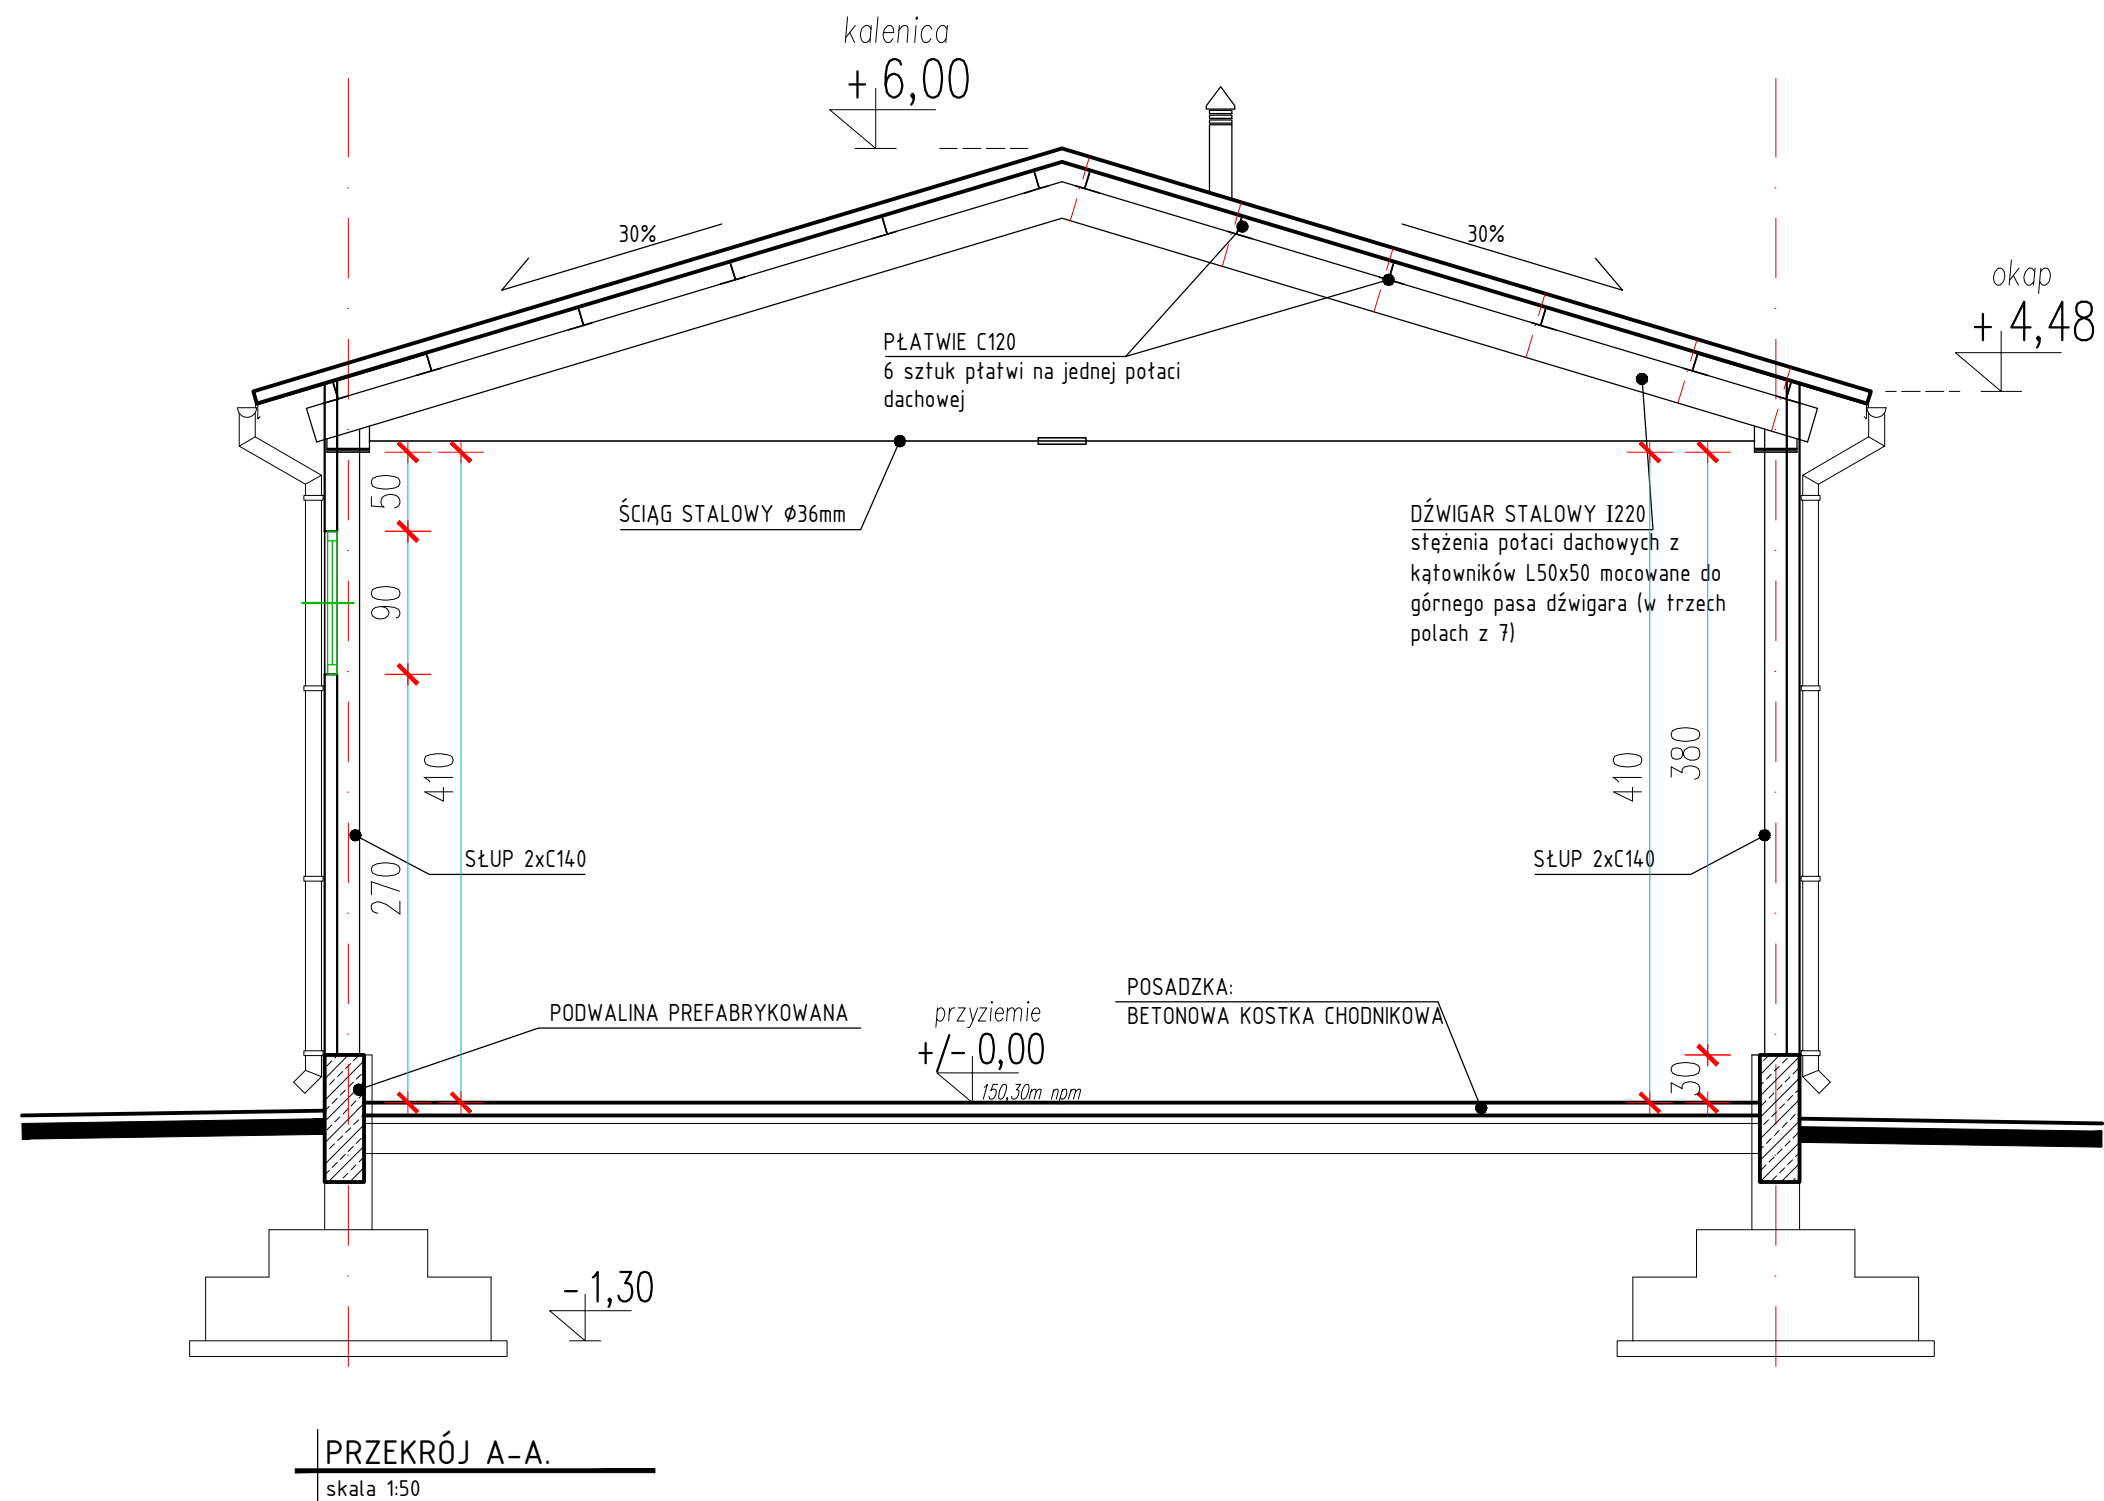 kalenica
+ 6,00
30%
30%
okap
+ 4,48
PŁATWIE C120
6 sztuk płatwi na jednej połaci
dachowej
50
ŚCIĄG STALOWY ϕ36mm
DŹWIGAR STALOWY I220
stężenia połaci dachowych z
kątowników L50x50 mocowane do
górnego pasa dźwigara (w trzech
polach z 7)
90
410
410
380
270
SŁUP 2xC140
SŁUP 2xC140
PODWALINA PREFABRYKOWANA
przyziemie
+/- 0,00
150,30m npm
POSADZKA:
BETONOWA KOSTKA CHODNIKOWA
30
-1,30
PRZEKRÓJ A-A.
skala 1:50